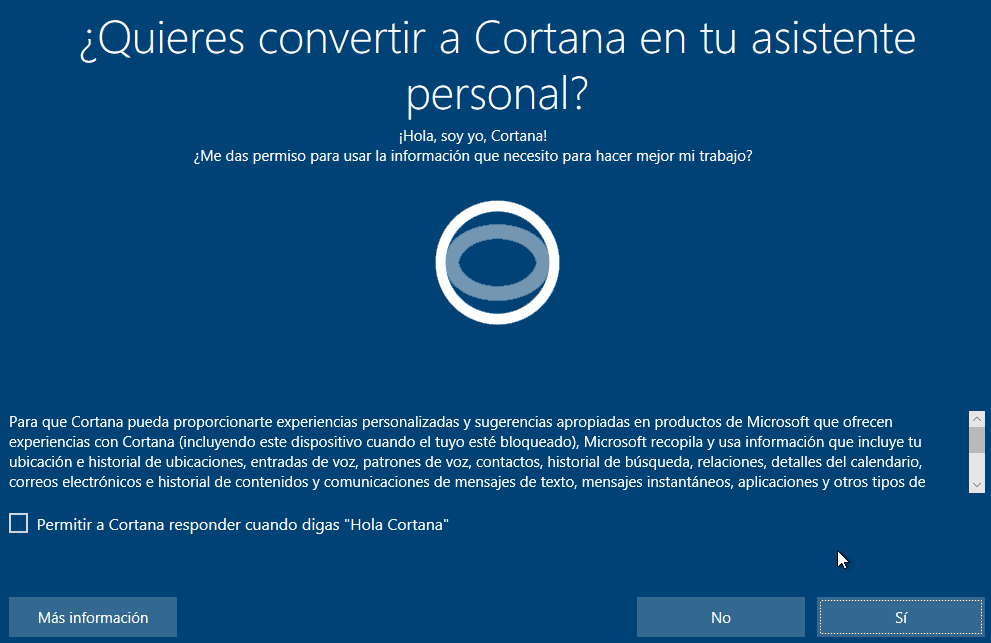 ¿Quieres convertir a Cortana en tu asistente
personal?
¡Hola, soy yo, Cortana!
¿Me das permiso para usar la información que necesito para hacer mejor mi trabajo?
Para que Cortana pueda proporcionarte experiencias personalizadas y sugerencias apropiadas en productos de Microsoft que ofrecen
experiencias con Cortana (incluyendo este dispositivo cuando el tuyo esté bloqueado), Microsoft recopila y usa información que incluye tu
ubicación e historial de ubicaciones, entradas de voz, patrones de voz, contactos, historial de búsqueda, relaciones, detalles del calendario,
correos electrónicos e historial de contenidos y comunicaciones de mensajes de texto, mensajes instantáneos, aplicaciones y otros tipos de
Permitir a Cortana responder cuando digas "Hola Cortana"
Más información
No
Sí